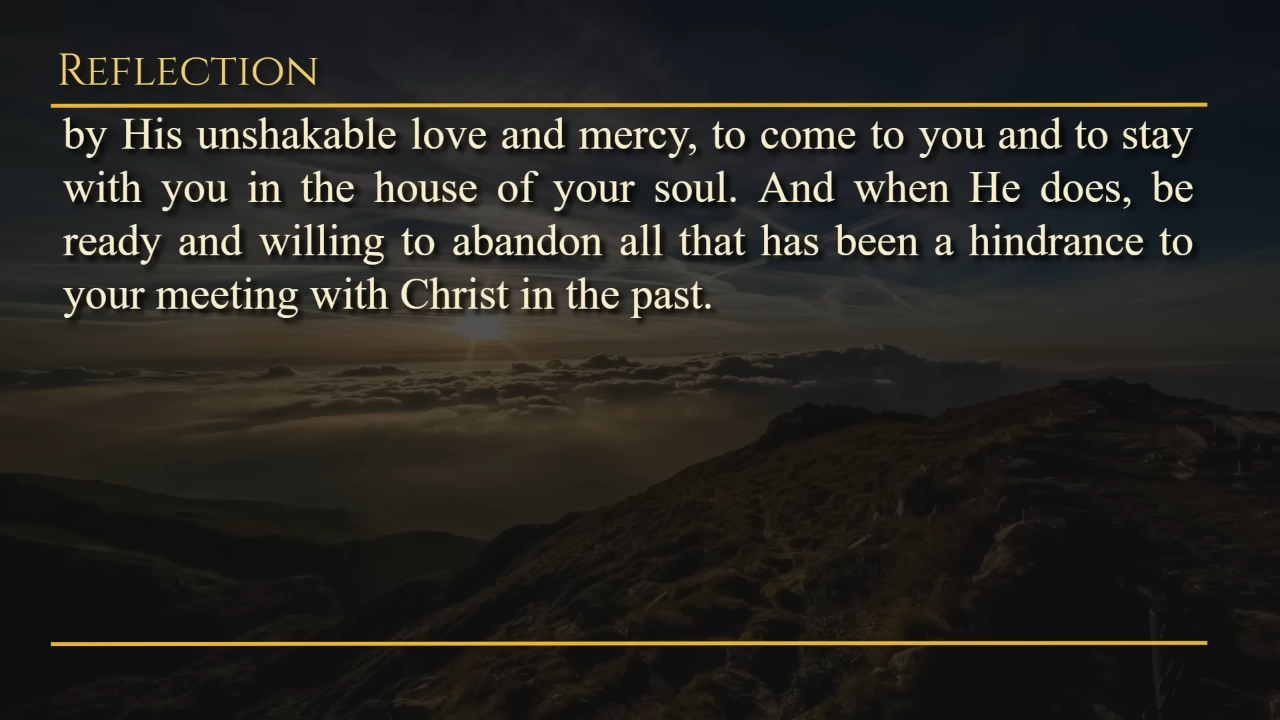 Reflection
by His unshakable love and mercy, to come to you and to stay
with you in the house of your soul. And when He does, be
ready and willing to abandon all that has been a hindrance to
your meeting with Christ in the past.